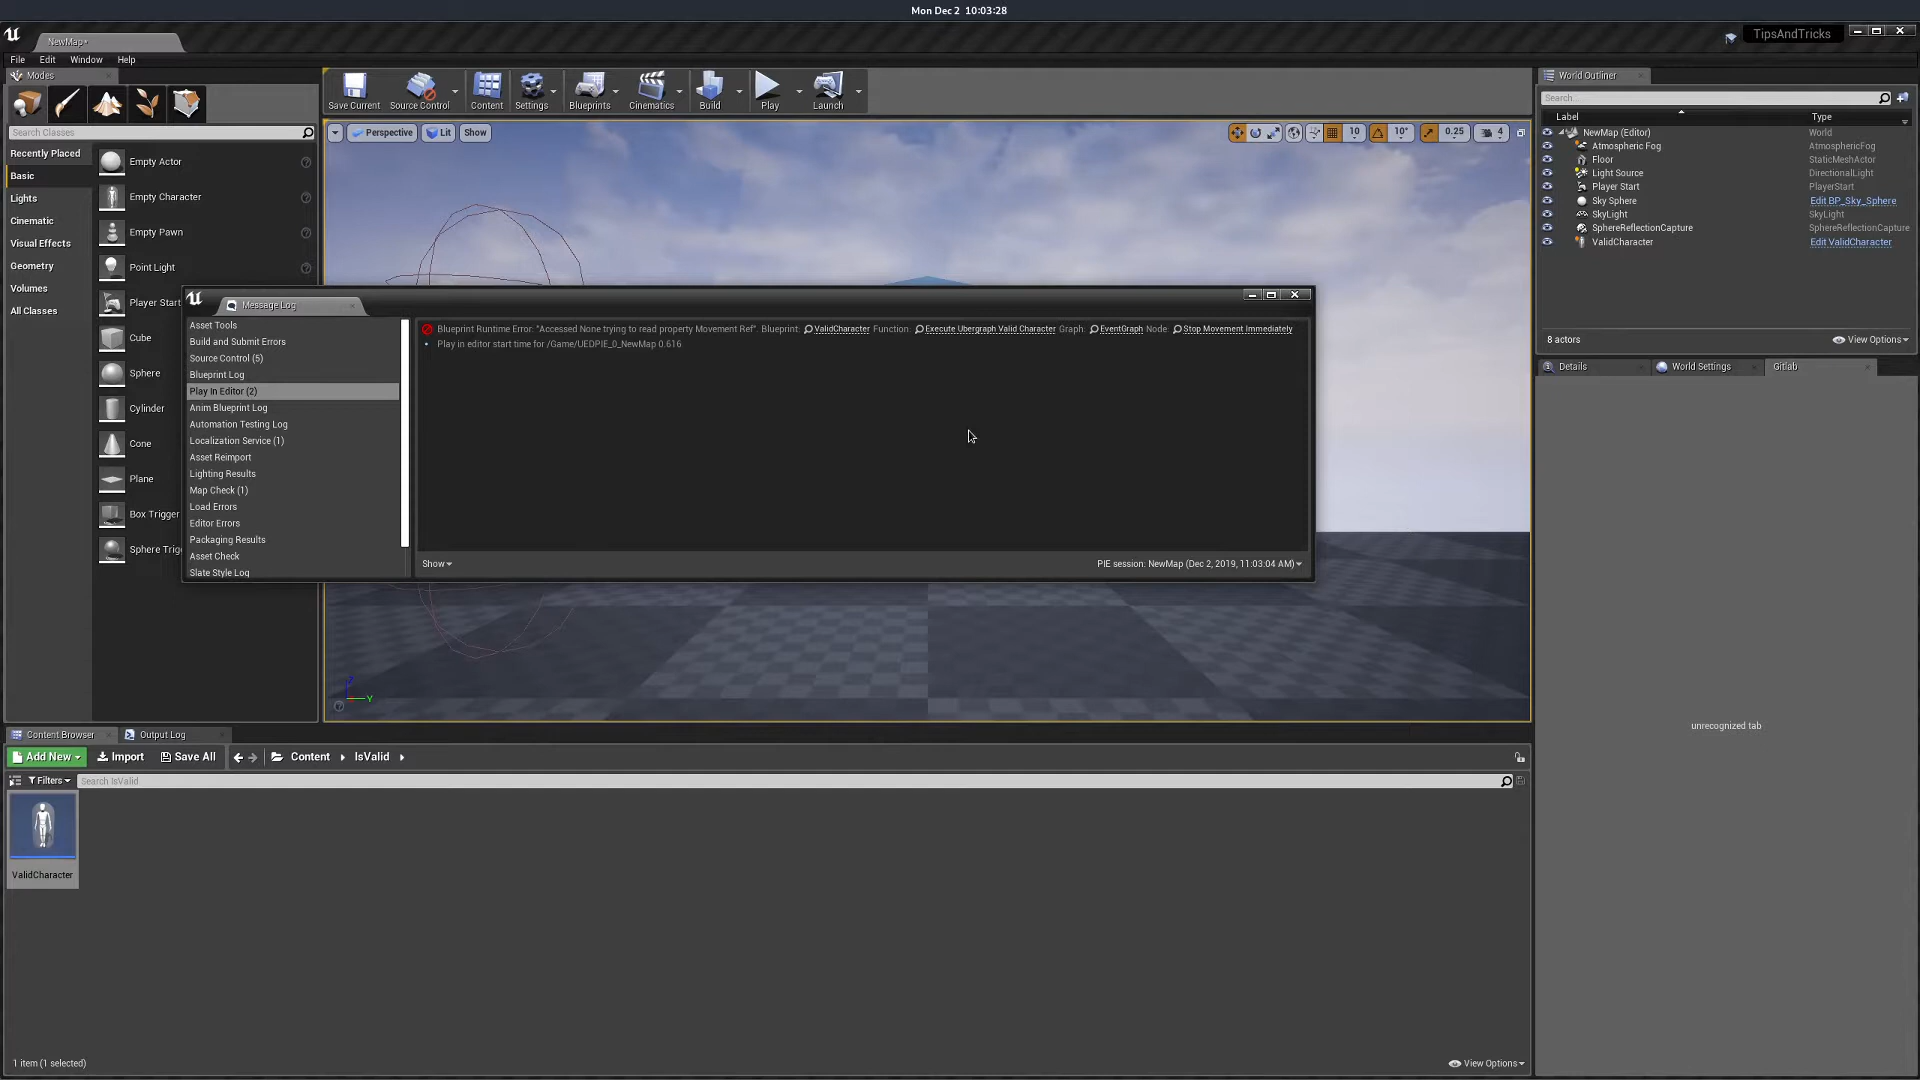 Mon Dec 2 10:03:28
NewMap*
TipsAndTricks
File Edit Window Help
Modes
Search Classes
Recently Placed
Basic
Lights
Cinematic
Visual Effects
Geometry
Volumes
All Classes
Empty Actor
Empty Character
Empty Pawn
Point Light
Player Start
Cube
Sphere
Cylinder
Cone
Plane
Box Trigger
Sphere Trig
Save Current Source Control Content Settings Blueprints Cinematics Build Play Launch
Perspective Lit Show
10 10° 0.25 4
Message Log
Asset Tools
Build and Submit Errors
Source Control (5)
Blueprint Log
Play In Editor (2)
Anim Blueprint Log
Automation Testing Log
Localization Service (1)
Asset Reimport
Lighting Results
Map Check (1)
Load Errors
Editor Errors
Packaging Results
Asset Check
Slate Style Log
Blueprint Runtime Error: "Accessed None trying to read property Movement Ref". Blueprint: ValidCharacter Function: Execute Ubergraph Valid Character Graph: EventGraph Node: Stop Movement Immediately
Play in editor start time for /Game/UEDPIE_0_NewMap 0.616
Show
PIE session: NewMap (Dec 2, 2019, 11:03:04 AM)
Z
Y
World Outliner
Search...
Label Type
NewMap (Editor) World
Atmospheric Fog AtmosphericFog
Floor StaticMeshActor
Light Source DirectionalLight
Player Start PlayerStart
Sky Sphere Edit BP_Sky_Sphere
SkyLight SkyLight
SphereReflectionCapture SphereReflectionCapture
ValidCharacter Edit ValidCharacter
8 actors
View Options
Details World Settings Gitlab
unrecognized tab
Content Browser Output Log
Add New Import Save All Content IsValid
Filters Search IsValid
ValidCharacter
1 item (1 selected)
View Options